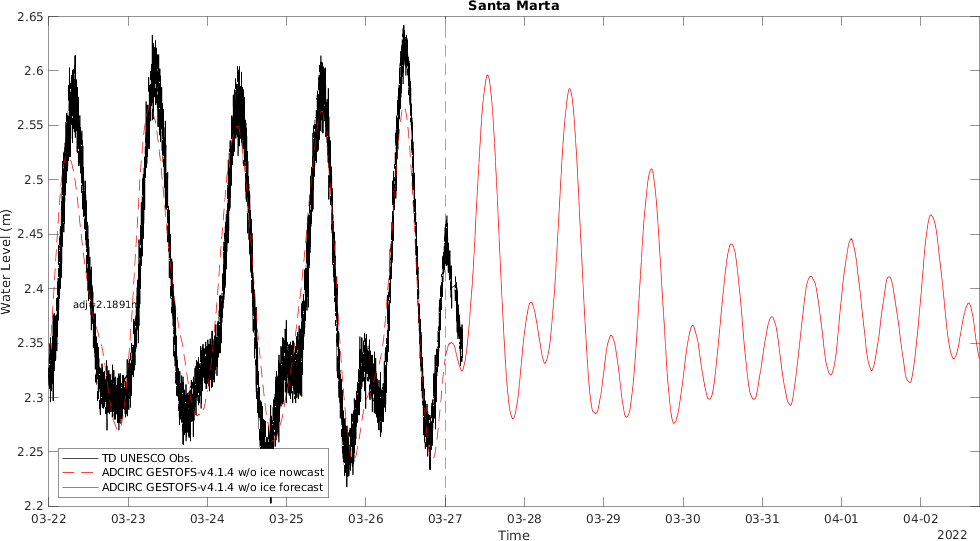 Santa Marta
2.65
2.6
2.55
2.5
2.45
2.4
2.35
2.3
2.25
2.2
Water Level (m)
adj=2.1891m
TD UNESCO Obs.
ADCIRC GESTOFS-v4.1.4 w/o ice nowcast
ADCIRC GESTOFS-v4.1.4 w/o ice forecast
03-22 03-23 03-24 03-25 03-26 03-27 03-28 03-29 03-30 03-31 04-01 04-02
Time
2022